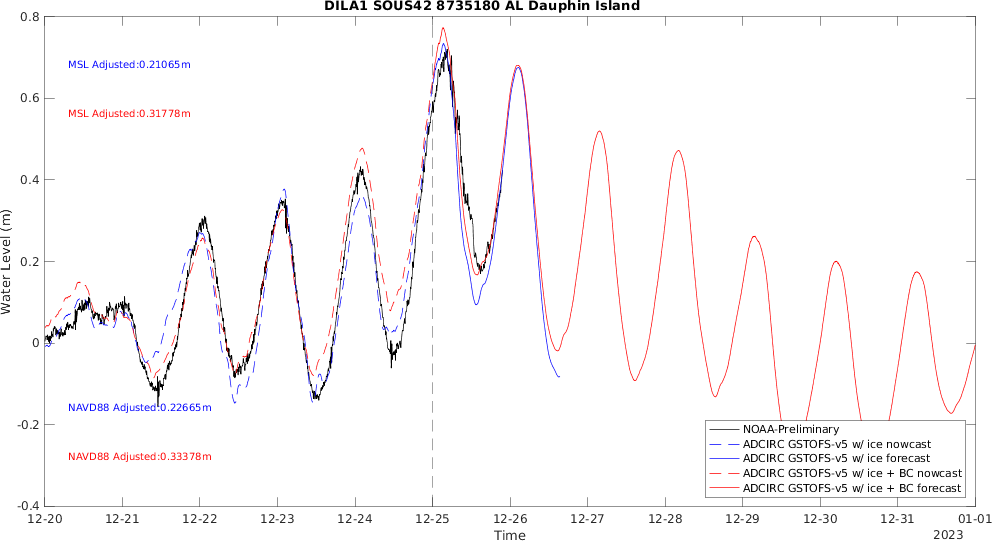 DILA1 SOUS42 8735180 AL Dauphin Island
0.8
0.6
0.4
0.2
0
-0.2
-0.4
Water Level (m)
MSL Adjusted:0.21065m
MSL Adjusted:0.31778m
NAVD88 Adjusted:0.22665m
NAVD88 Adjusted:0.33378m
NOAA-Preliminary
ADCIRC GSTOFS-v5 w/ ice nowcast
ADCIRC GSTOFS-v5 w/ ice forecast
ADCIRC GSTOFS-v5 w/ ice + BC nowcast
ADCIRC GSTOFS-v5 w/ ice + BC forecast
12-20 12-21 12-22 12-23 12-24 12-25 12-26 12-27 12-28 12-29 12-30 12-31 01-01
Time
2023